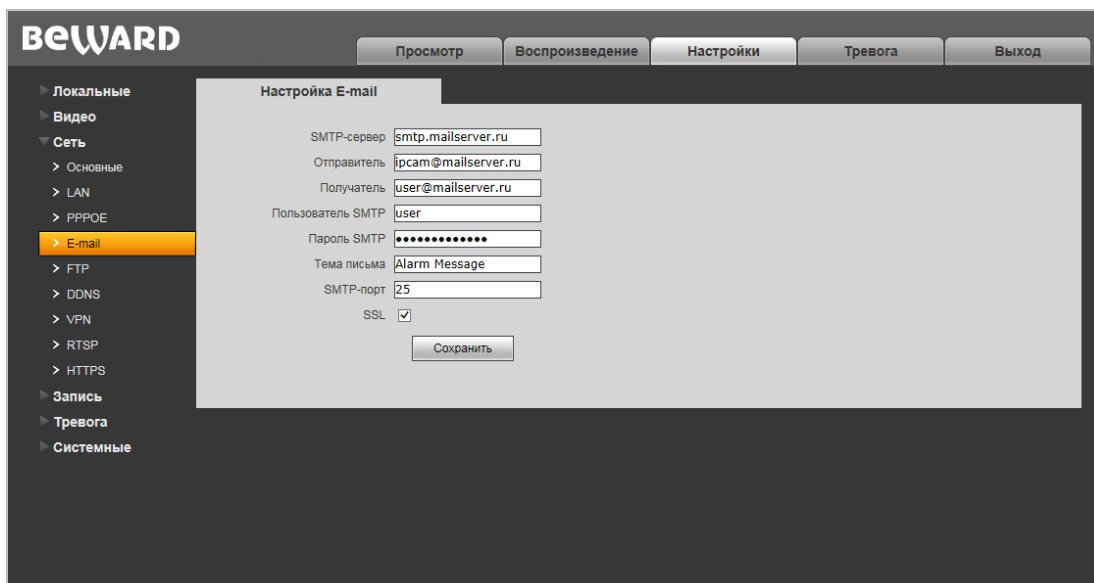 BEWARD
Просмотр Воспроизведение Настройки Тревога Выход
Локальные
Видео
Сеть
Основные
LAN
PPPOE
E-mail
FTP
DDNS
VPN
RTSP
HTTPS
Запись
Тревога
Системные
Настройка E-mail
SMTP-сервер smtp.mailserver.ru
Отправитель ipcam@mailserver.ru
Получатель user@mailserver.ru
Пользователь SMTP user
Пароль SMTP •••••••••••••
Тема письма Alarm Message
SMTP-порт 25
SSL
Сохранить